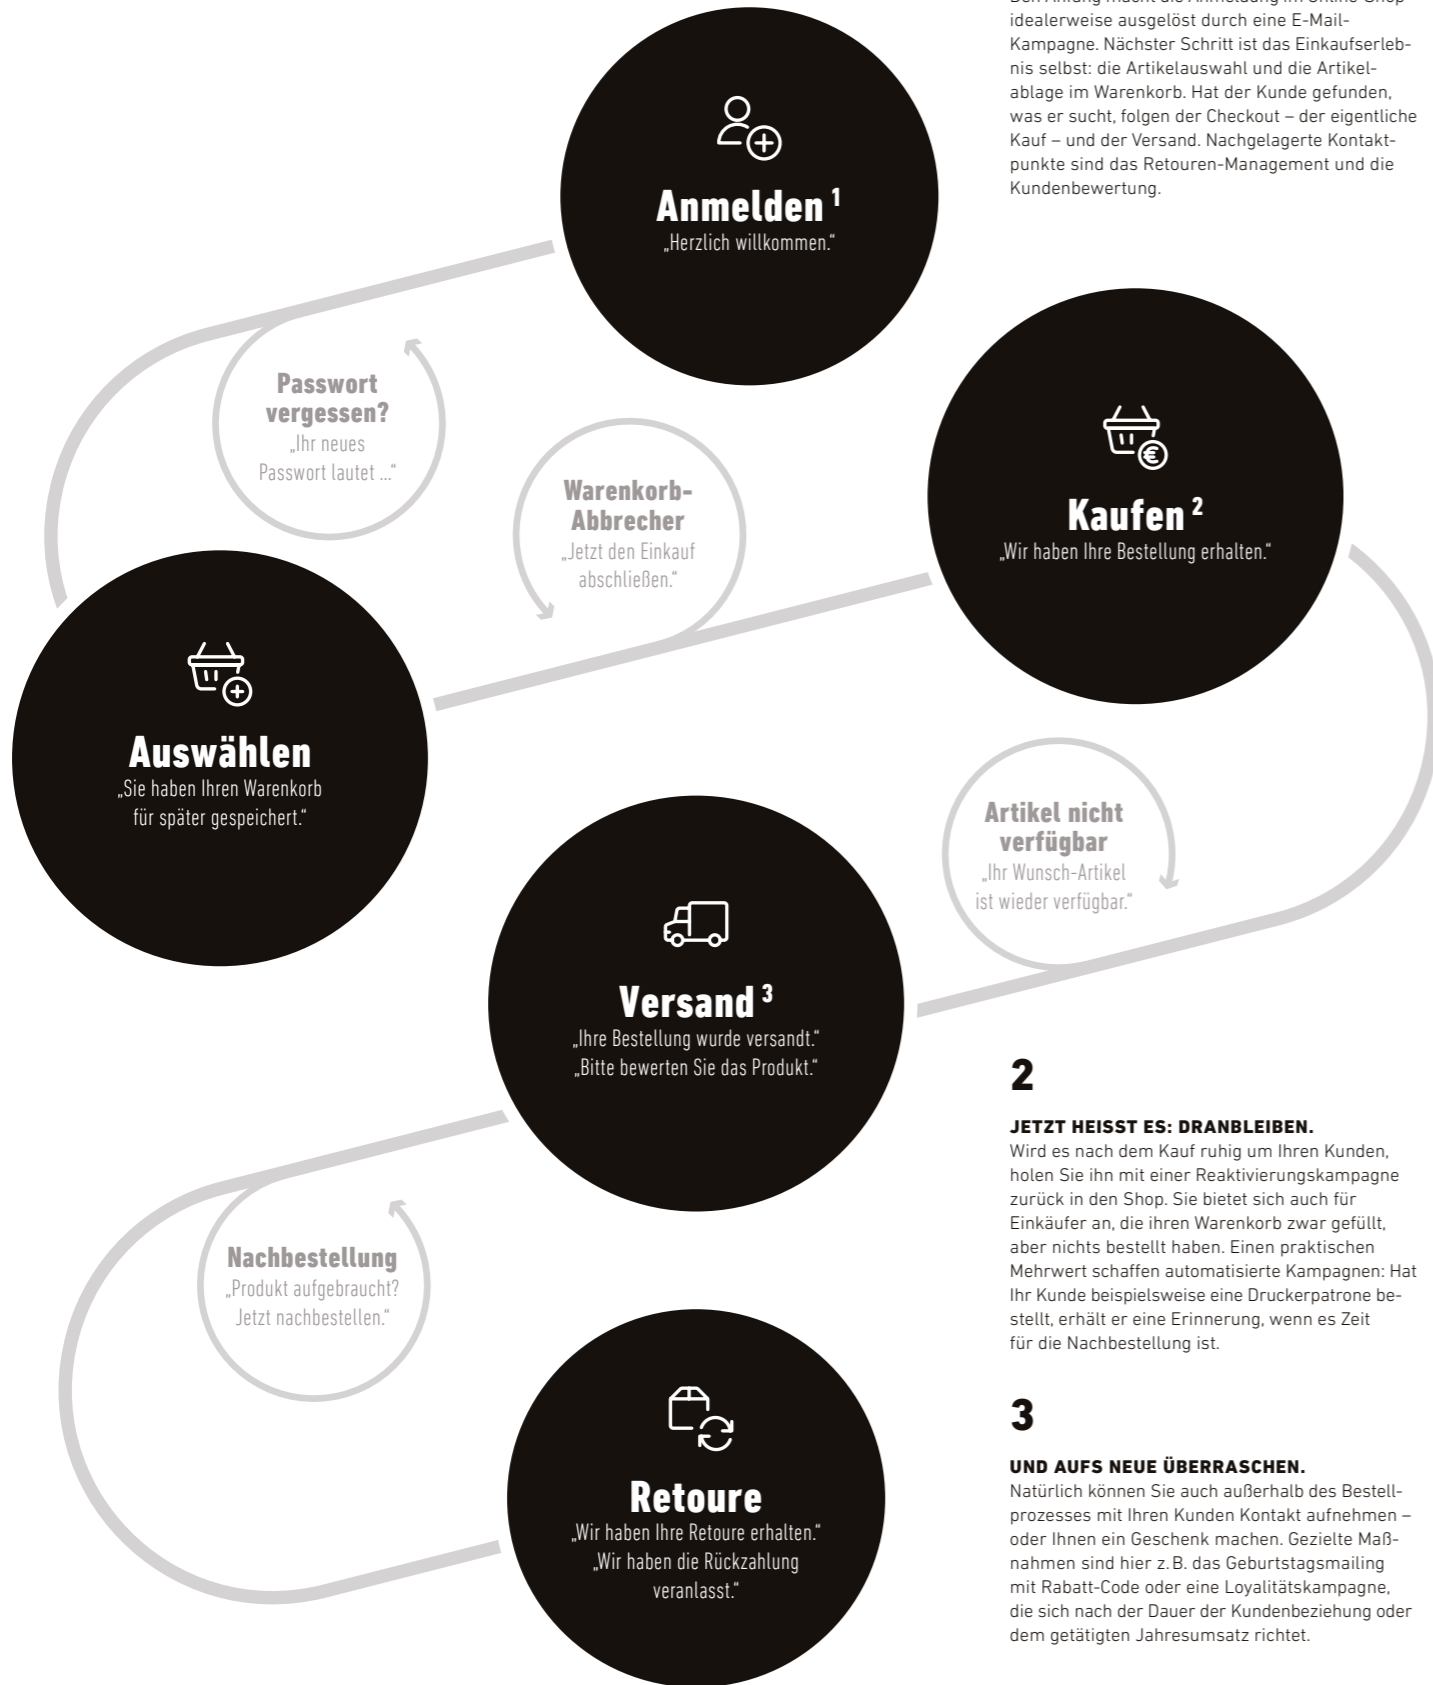 Den Anfang macht die Anmeldung im Online-Shop
idealerweise ausgelöst durch eine E-Mail-
Kampagne. Nächster Schritt ist das Einkaufserleb-
nis selbst: die Artikelauswahl und die Artikel-
ablage im Warenkorb. Hat der Kunde gefunden,
was er sucht, folgen der Checkout – der eigentliche
Kauf – und der Versand. Nachgelagerte Kontakt-
punkte sind das Retouren-Management und die
Kundenbewertung.
Anmelden ¹
„Herzlich willkommen.“
Passwort
vergessen?
„Ihr neues
Passwort lautet ...“
Warenkorb-
Abbrecher
„Jetzt den Einkauf
abschließen.“
Kaufen ²
„Wir haben Ihre Bestellung erhalten.“
Auswählen
„Sie haben Ihren Warenkorb
für später gespeichert.“
Artikel nicht
verfügbar
„Ihr Wunsch-Artikel
ist wieder verfügbar.“
Versand ³
„Ihre Bestellung wurde versandt.“
„Bitte bewerten Sie das Produkt.“
Nachbestellung
„Produkt aufgebraucht?
Jetzt nachbestellen.“
Retoure
„Wir haben Ihre Retoure erhalten.“
„Wir haben die Rückzahlung
veranlasst.“
2
JETZT HEISST ES: DRANBLEIBEN.
Wird es nach dem Kauf ruhig um Ihren Kunden,
holen Sie ihn mit einer Reaktivierungskampagne
zurück in den Shop. Sie bietet sich auch für
Einkäufer an, die ihren Warenkorb zwar gefüllt,
aber nichts bestellt haben. Einen praktischen
Mehrwert schaffen automatisierte Kampagnen: Hat
Ihr Kunde beispielsweise eine Druckerpatrone be-
stellt, erhält er eine Erinnerung, wenn es Zeit
für die Nachbestellung ist.
3
UND AUFS NEUE ÜBERRASCHEN.
Natürlich können Sie auch außerhalb des Bestell-
prozesses mit Ihren Kunden Kontakt aufnehmen –
oder Ihnen ein Geschenk machen. Gezielte Maß-
nahmen sind hier z. B. das Geburtstagsmailing
mit Rabatt-Code oder eine Loyalitätskampagne,
die sich nach der Dauer der Kundenbeziehung oder
dem getätigten Jahresumsatz richtet.